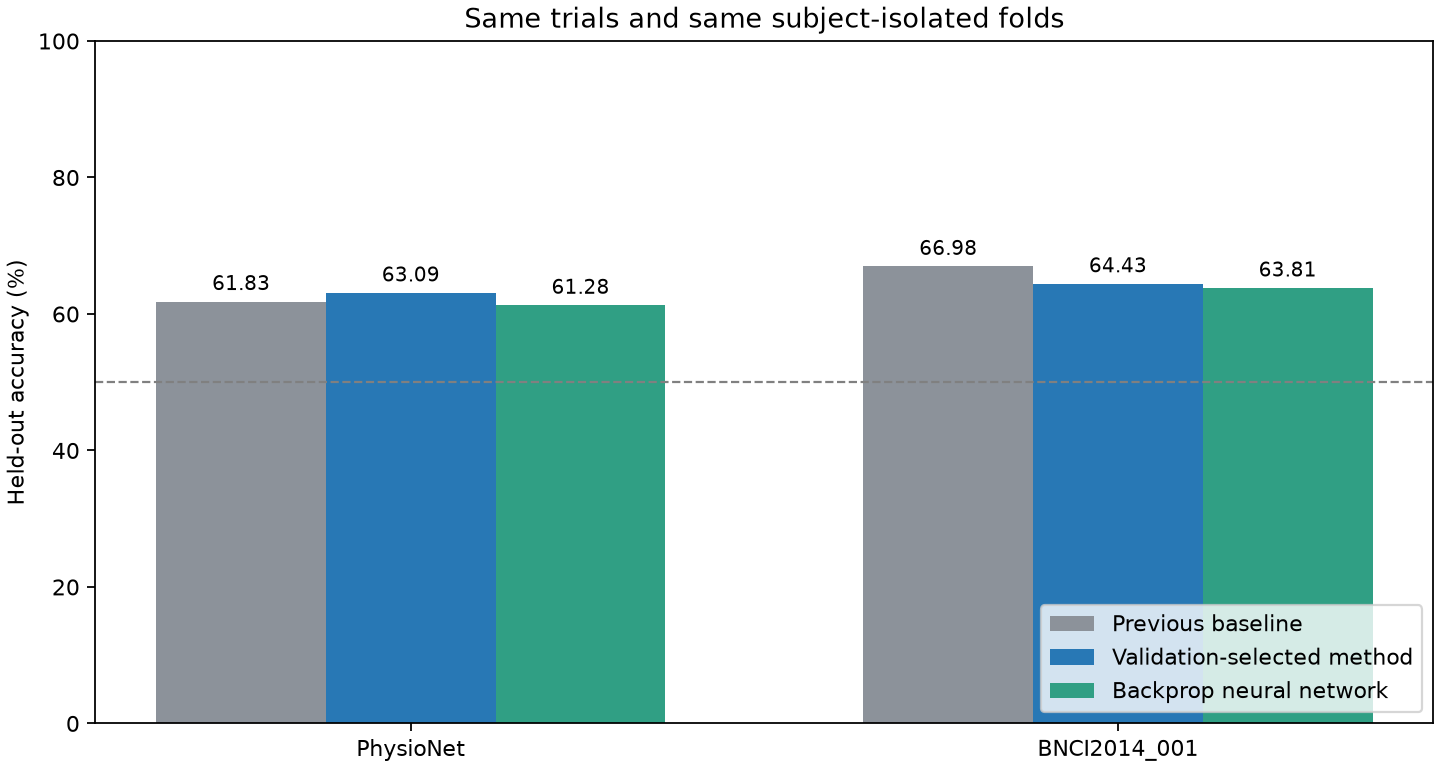 Same trials and same subject-isolated folds
Held-out accuracy (%)
100
80
60
40
20
0
61.83
63.09
61.28
66.98
64.43
63.81
Previous baseline
Validation-selected method
Backprop neural network
PhysioNet
BNCI2014_001